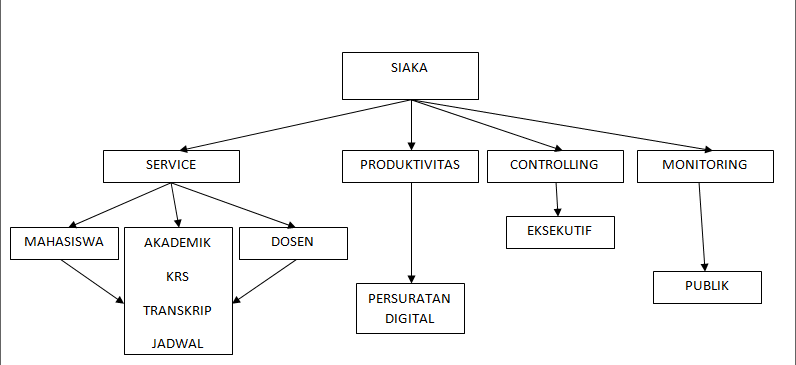 SIAKA
SERVICE
PRODUKTIVITAS
CONTROLLING
MONITORING
MAHASISWA
AKADEMIK
KRS
TRANSKRIP
JADWAL
DOSEN
EKSEKUTIF
PERSURATAN
DIGITAL
PUBLIK